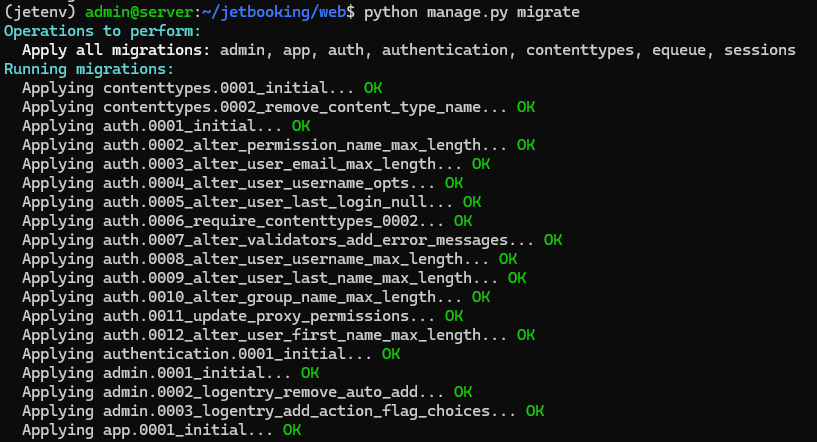 (jetenv) admin@server:~/jetbooking/web$ python manage.py migrate
Operations to perform:
  Apply all migrations: admin, app, auth, authentication, contenttypes, equeue, sessions
Running migrations:
  Applying contenttypes.0001_initial... OK
  Applying contenttypes.0002_remove_content_type_name... OK
  Applying auth.0001_initial... OK
  Applying auth.0002_alter_permission_name_max_length... OK
  Applying auth.0003_alter_user_email_max_length... OK
  Applying auth.0004_alter_user_username_opts... OK
  Applying auth.0005_alter_user_last_login_null... OK
  Applying auth.0006_require_contenttypes_0002... OK
  Applying auth.0007_alter_validators_add_error_messages... OK
  Applying auth.0008_alter_user_username_max_length... OK
  Applying auth.0009_alter_user_last_name_max_length... OK
  Applying auth.0010_alter_group_name_max_length... OK
  Applying auth.0011_update_proxy_permissions... OK
  Applying auth.0012_alter_user_first_name_max_length... OK
  Applying authentication.0001_initial... OK
  Applying admin.0001_initial... OK
  Applying admin.0002_logentry_remove_auto_add... OK
  Applying admin.0003_logentry_add_action_flag_choices... OK
  Applying app.0001_initial... OK